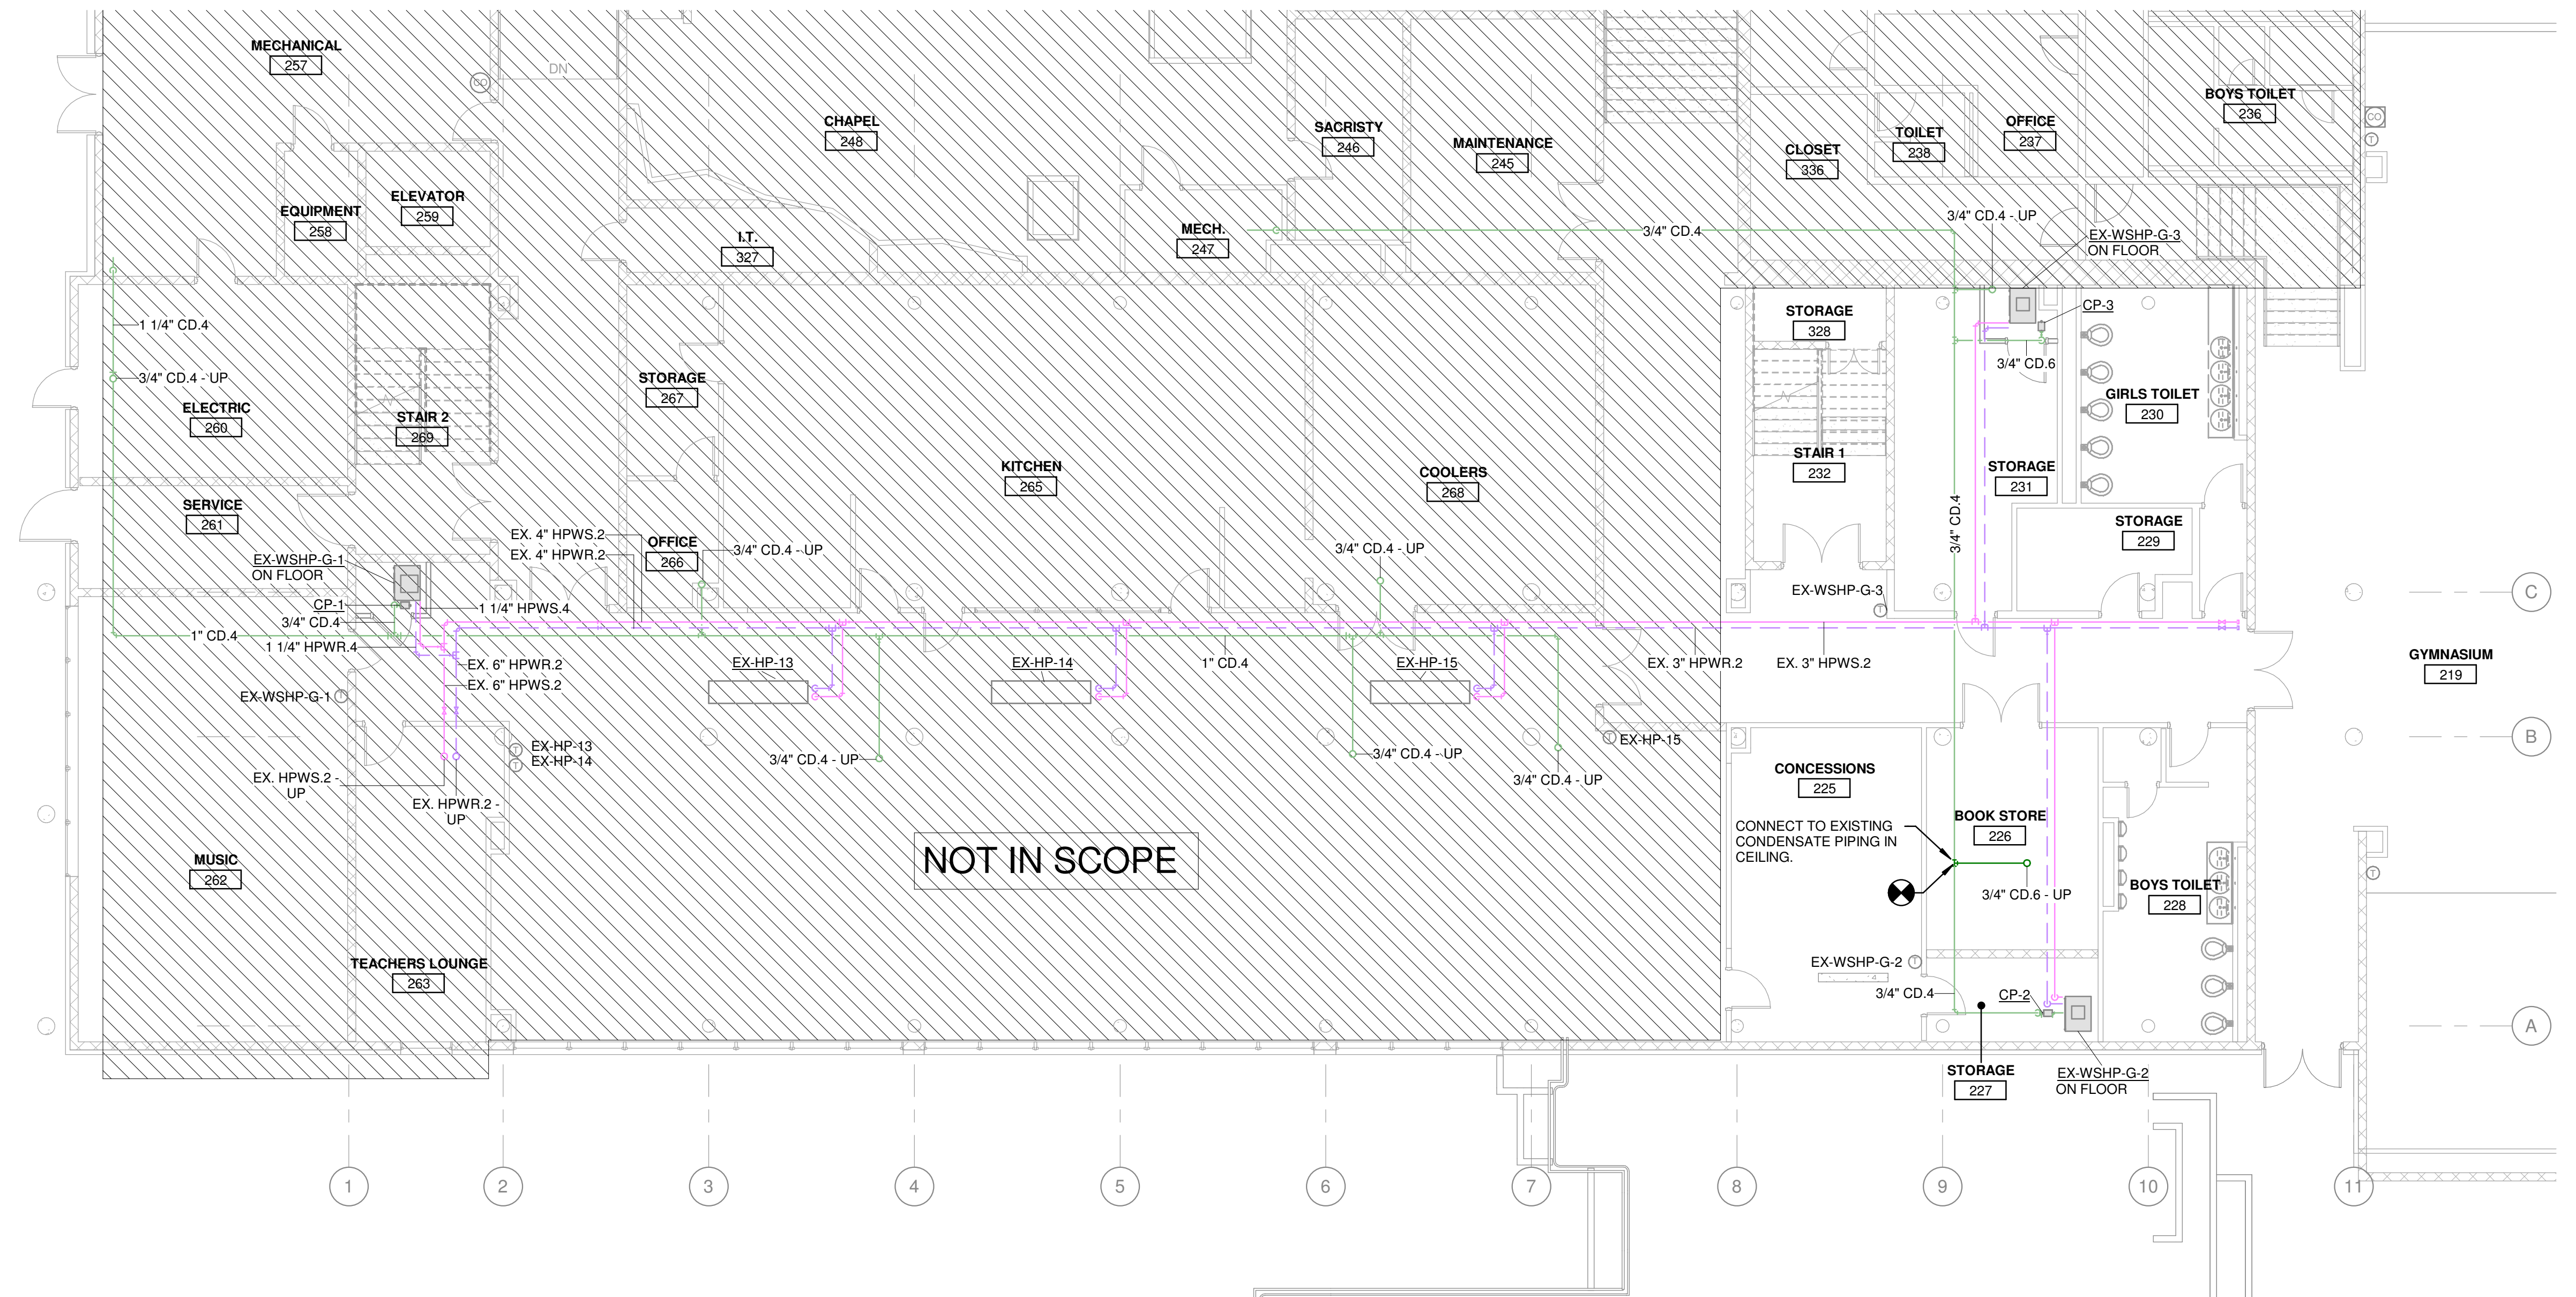 MECHANICAL
257
CO
DN
CHAPEL
248
SACRISTY
246
MAINTENANCE
245
CLOSET
336
TOILET
238
OFFICE
237
BOYS TOILET
236
CO
T
EQUIPMENT
258
ELEVATOR
259
I.T.
327
MECH.
247
3/4" CD.4
3/4" CD.4 - UP
EX-WSHP-G-3
ON FLOOR
1 1/4" CD.4
3/4" CD.4 - UP
ELECTRIC
260
STAIR 2
269
STORAGE
267
STORAGE
328
CP-3
3/4" CD.6
GIRLS TOILET
230
SERVICE
261
KITCHEN
265
COOLERS
268
STAIR 1
232
STORAGE
231
3/4" CD.4
STORAGE
229
EX. 4" HPWS.2
EX. 4" HPWR.2
OFFICE
266
3/4" CD.4 - UP
3/4" CD.4 - UP
EX-WSHP-G-1
ON FLOOR
CP-1
3/4" CD.4
1" CD.4
1 1/4" HPWR.4
1 1/4" HPWS.4
EX-WSHP-G-3
T
C
EX. 6" HPWR.2
EX. 6" HPWS.2
EX-HP-13
EX-HP-14
1" CD.4
EX-HP-15
EX. 3" HPWR.2
EX. 3" HPWS.2
GYMNASIUM
219
EX-WSHP-G-1
T
T
T
EX-HP-13
EX-HP-14
3/4" CD.4 - UP
3/4" CD.4 - UP
3/4" CD.4 - UP
T
EX-HP-15
B
EX. HPWS.2 -
UP
EX. HPWR.2 -
UP
CONCESSIONS
225
CONNECT TO EXISTING
CONDENSATE PIPING IN
CEILING.
BOOK STORE
226
3/4" CD.6 - UP
BOYS TOILET
228
T
MUSIC
262
NOT IN SCOPE
TEACHERS LOUNGE
263
EX-WSHP-G-2
T
3/4" CD.4
CP-2
A
STORAGE
227
EX-WSHP-G-2
ON FLOOR
1
2
3
4
5
6
7
8
9
10
11